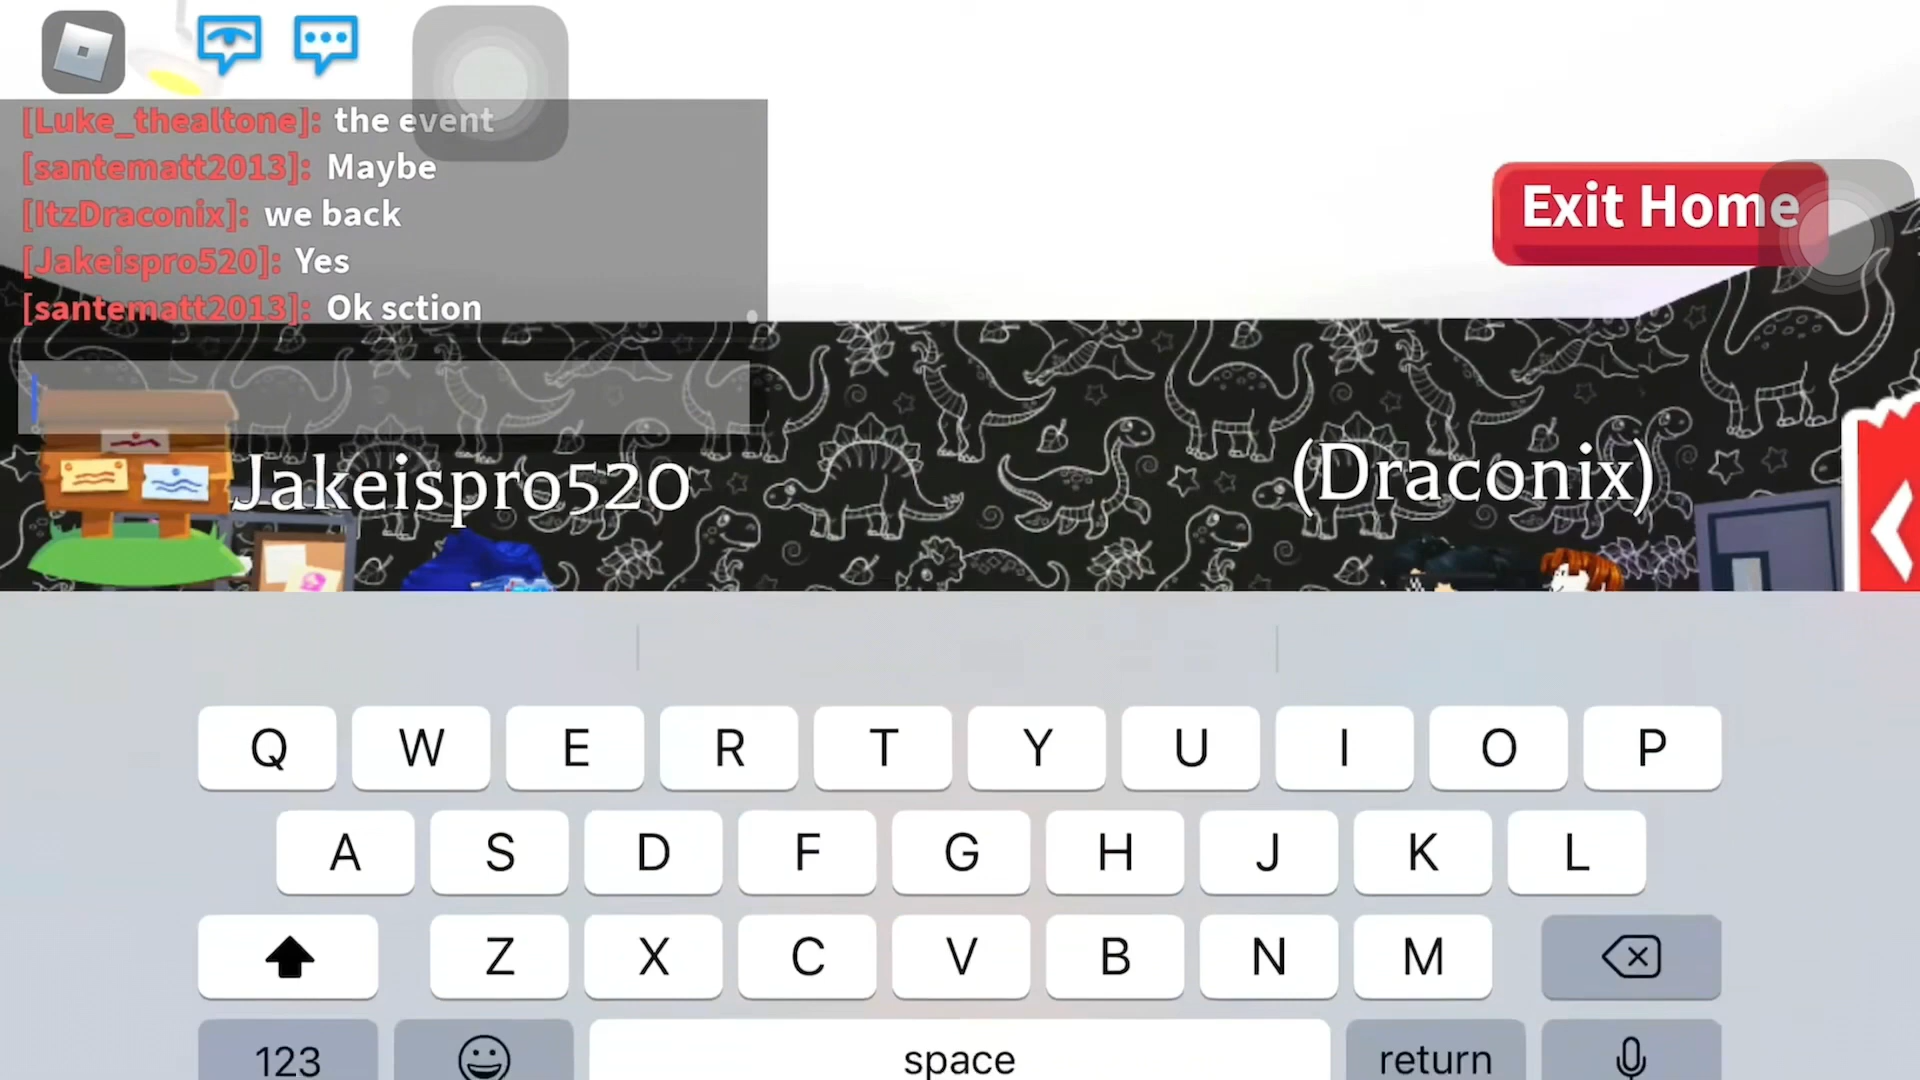 [Luke_thealtone]: the event
[santematt2013]: Maybe
[ItzDraconix]: we back
[Jakeispro520]: Yes
[santematt2013]: Ok sction
Exit Home
Jakeispro520
(Draconix)
Q W E R T Y U I O P
A S D F G H J K L
Z X C V B N M
123 space return